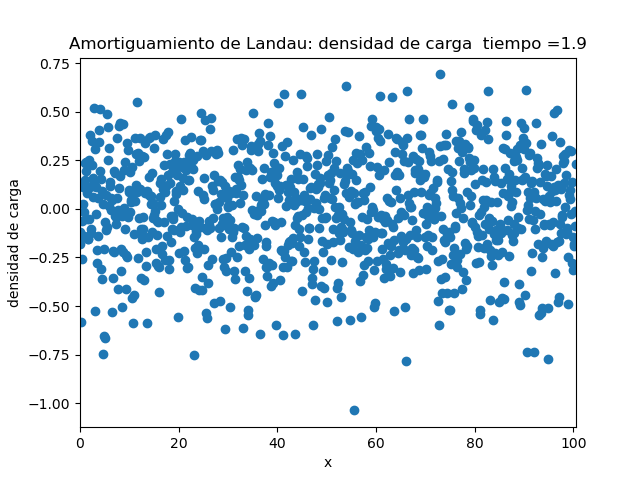 Amortiguamiento de Landau: densidad de carga  tiempo =1.9
0.75
0.50
0.25
0.00
−0.25
−0.50
−0.75
−1.00
densidad de carga
0 20 40 60 80 100
x